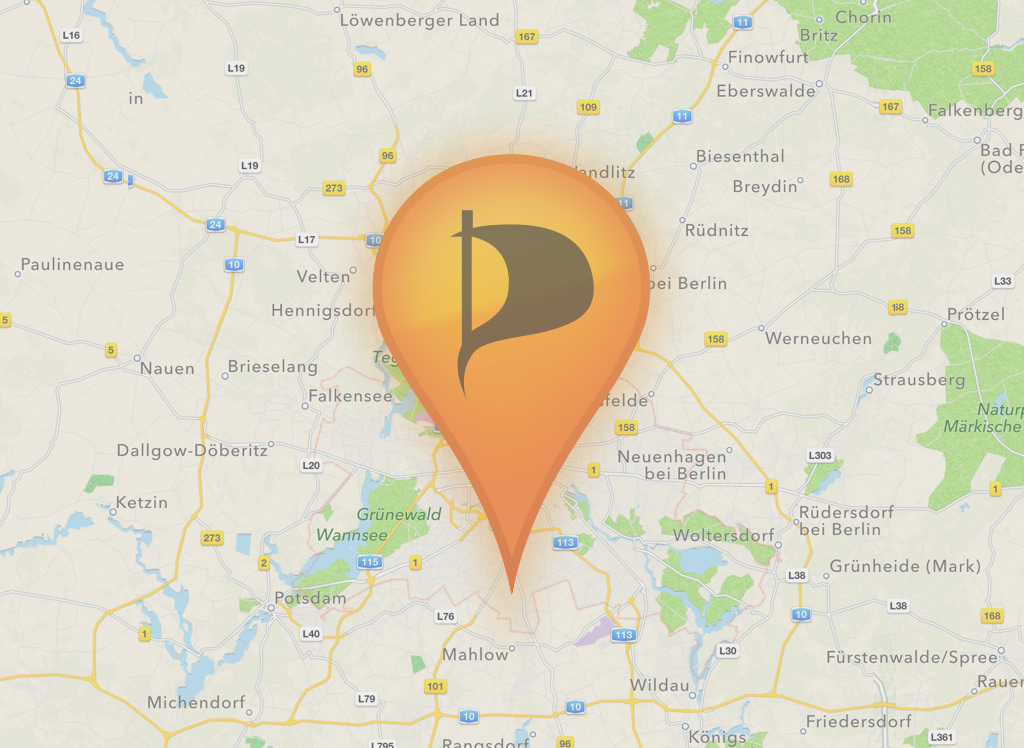 Löwenberger Land
Chorin
Britz
L16
167
11
Finowfurt
L19
96
158
24
in
L21
Eberswalde
109
167
11
Falkenberg
Bad F
(Ode
96
Biesenthal
L19
24
273
Wandlitz
Breydin
168
11
24
L17
10
Rüdnitz
158
Paulinenaue
10
Velten
bei Berlin
L33
Hennigsdorf
158
Prötzel
5
5
158
Werneuchen
Nauen
Brieselang
Teg
Strausberg
Falkensee
sfelde
Naturp
Märkische
158
Dallgow-Döberitz
Neuenhagen
bei Berlin
L20
1
L303
1
1
Ketzin
Grünewald
Rüdersdorf
bei Berlin
273
Wannsee
113
Woltersdorf
2
115
1
Grünheide (Mark)
L38
Potsdam
L76
10
L38
168
1
L40
113
Mahlow
L30
Fürstenwalde/Spree
101
Wildau
Rauen
L79
Michendorf
10
10
Friedersdorf
L795
Rangsdorf
96
Königs
L361